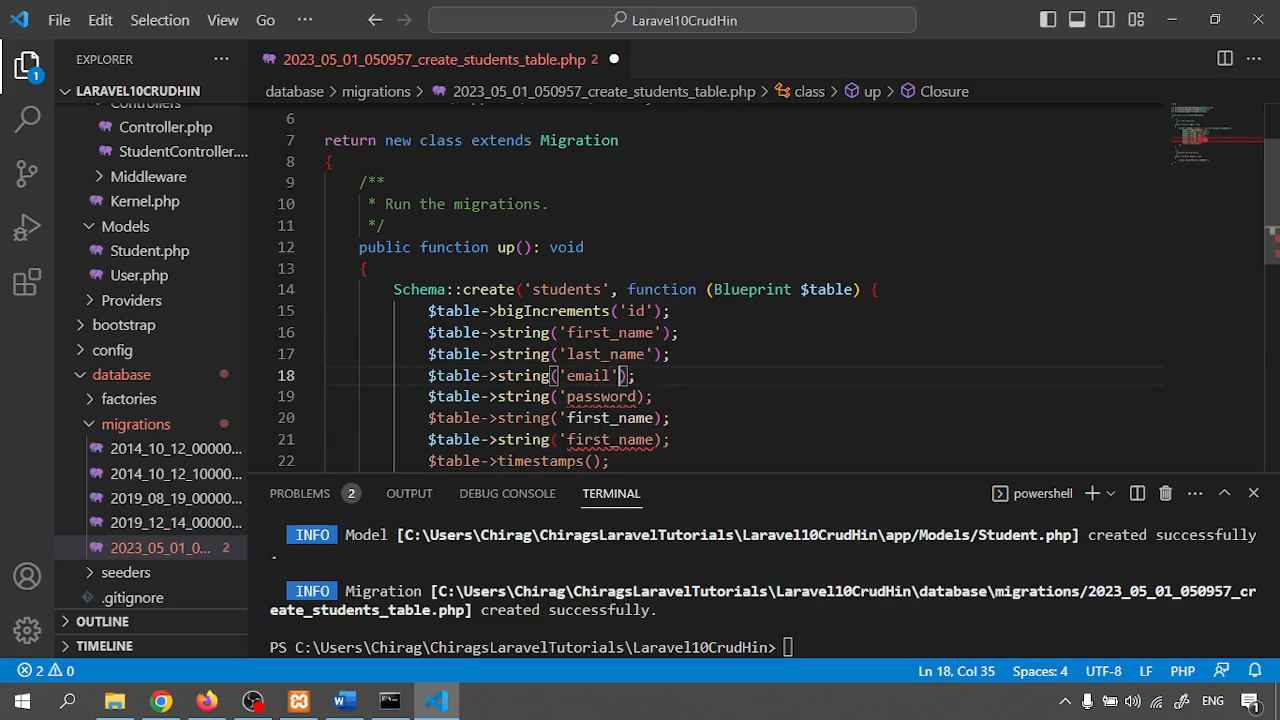 File Edit Selection View Go ··· Laravel10CrudHin
EXPLORER ···
2023_05_01_050957_create_students_table.php 2
LARAVEL10CRUDHIN
database > migrations > 2023_05_01_050957_create_students_table.php > class > up > Closure
1
Controllers
Controller.php
StudentController....
Middleware
Kernel.php
Models
Student.php
User.php
Providers
bootstrap
config
database
factories
migrations
2014_10_12_00000...
2014_10_12_10000...
2019_08_19_00000...
2019_12_14_00000...
2023_05_01_0... 2
seeders
.gitignore
OUTLINE
TIMELINE
6
7 return new class extends Migration
8 {
9 /**
10 * Run the migrations.
11 */
12 public function up(): void
13 {
14 Schema::create('students', function (Blueprint $table) {
15 $table->bigIncrements('id');
16 $table->string('first_name');
17 $table->string('last_name');
18 $table->string('email');
19 $table->string('password);
20 $table->string('first_name);
21 $table->string('first_name);
22 $table->timestamps();
PROBLEMS 2 OUTPUT DEBUG CONSOLE TERMINAL powershell ···
INFO Model [C:\Users\Chirag\ChiragsLaravelTutorials\Laravel10CrudHin\app/Models/Student.php] created successfully
.
INFO Migration [C:\Users\Chirag\ChiragsLaravelTutorials\Laravel10CrudHin\database\migrations/2023_05_01_050957_cr
eate_students_table.php] created successfully.
PS C:\Users\Chirag\ChiragsLaravelTutorials\Laravel10CrudHin>
2 0 Ln 18, Col 35 Spaces: 4 UTF-8 LF PHP
ENG 1